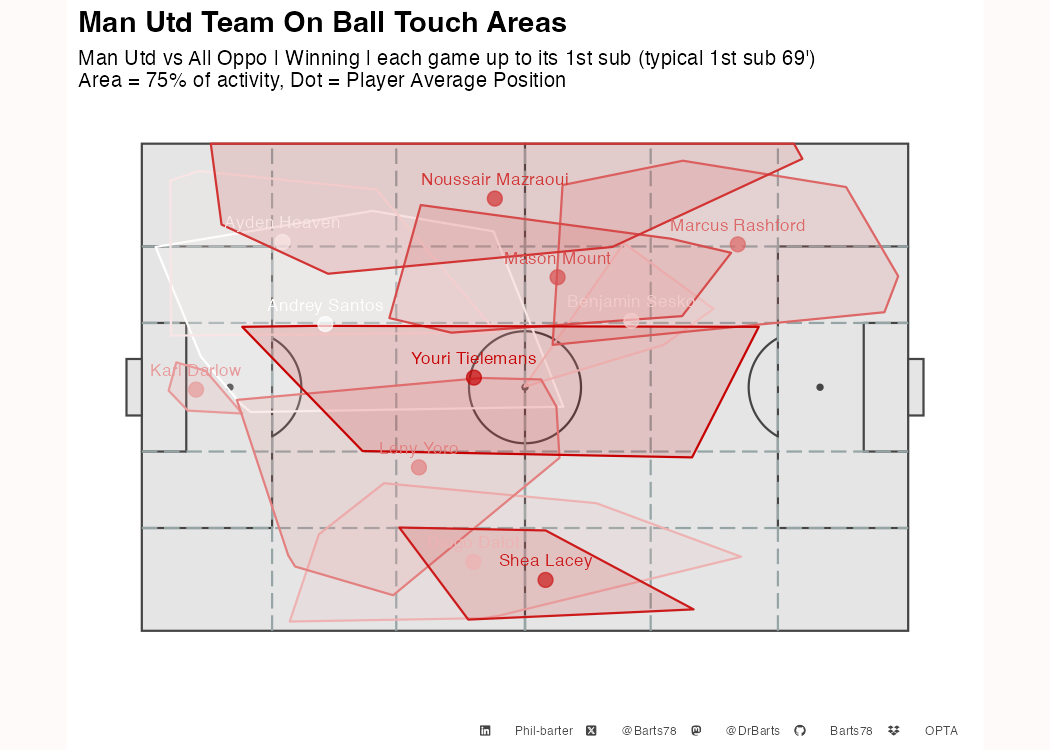 Man Utd Team On Ball Touch Areas
Man Utd vs All Oppo | Winning | each game up to its 1st sub (typical 1st sub 69')
Area = 75% of activity, Dot = Player Average Position
Noussair Mazraoui
Ayden Heaven
Marcus Rashford
Mason Mount
Benjamin Sesko
Andrey Santos
Youri Tielemans
Karl Darlow
Leny Yoro
Dalot
Shea Lacey
Phil-barter @Barts78 @DrBarts Barts78 OPTA